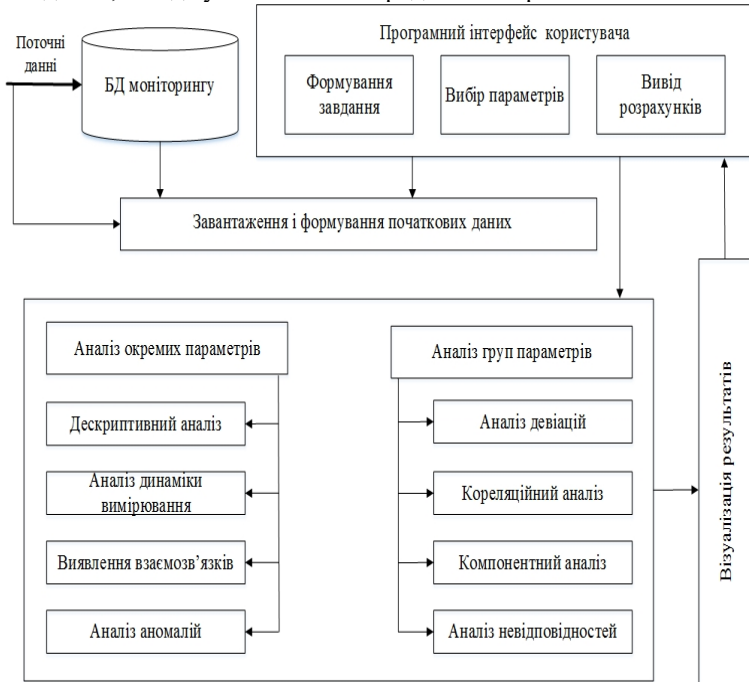 Поточні
данні
БД моніторингу
Програмний інтерфейс користувача
Формування
завдання
Вибір параметрів
Вивід
розрахунків
Завантаження і формування початкових даних
Аналіз окремих параметрів
Дескриптивний аналіз
Аналіз динаміки
вимірювання
Виявлення взаємозв’язків
Аналіз аномалій
Аналіз груп параметрів
Аналіз девіацій
Кореляційний аналіз
Компонентний аналіз
Аналіз невідповідностей
Візуалізація результатів